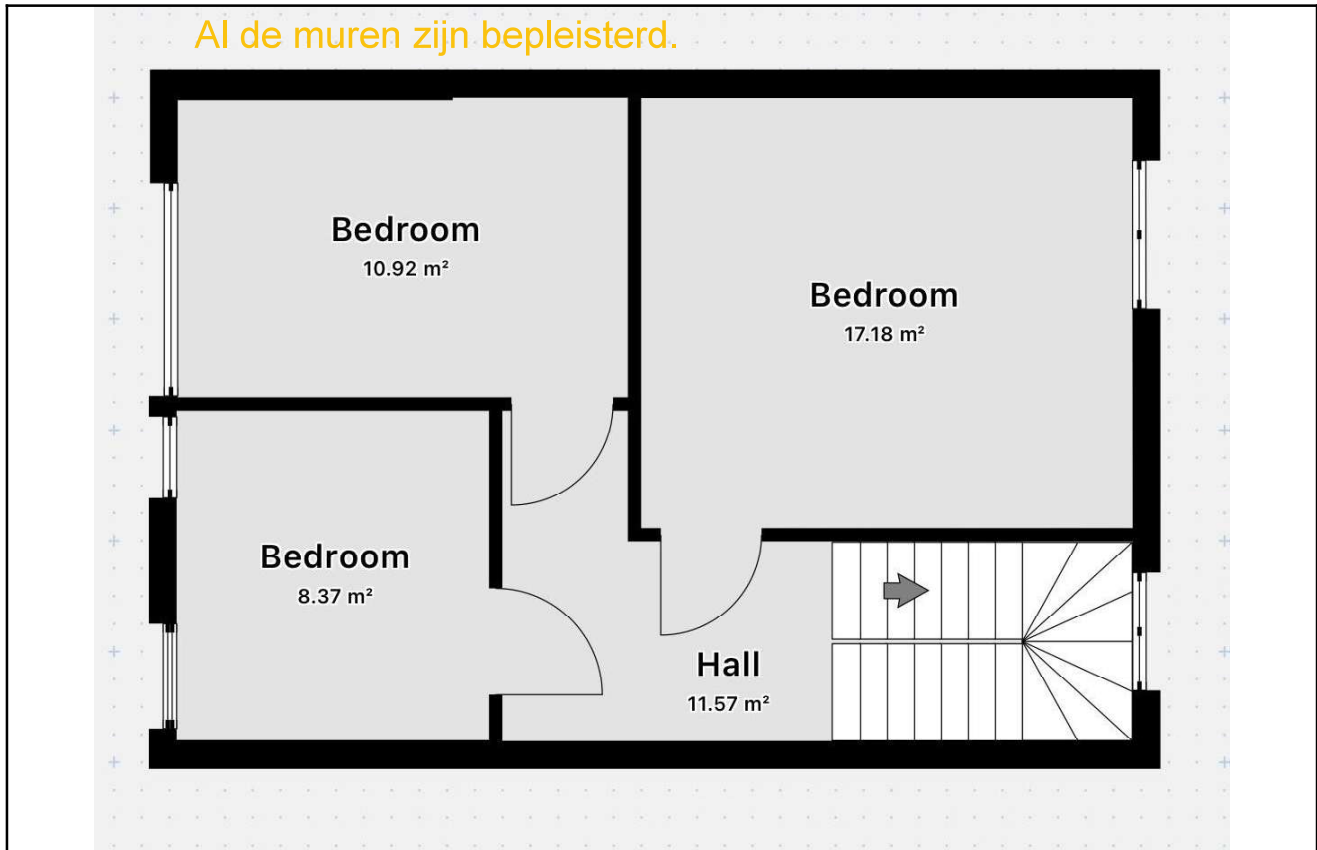 Al de muren zijn bepleisterd.
Bedroom
10.92 m²
Bedroom
17.18 m²
Bedroom
8.37 m²
Hall
11.57 m²